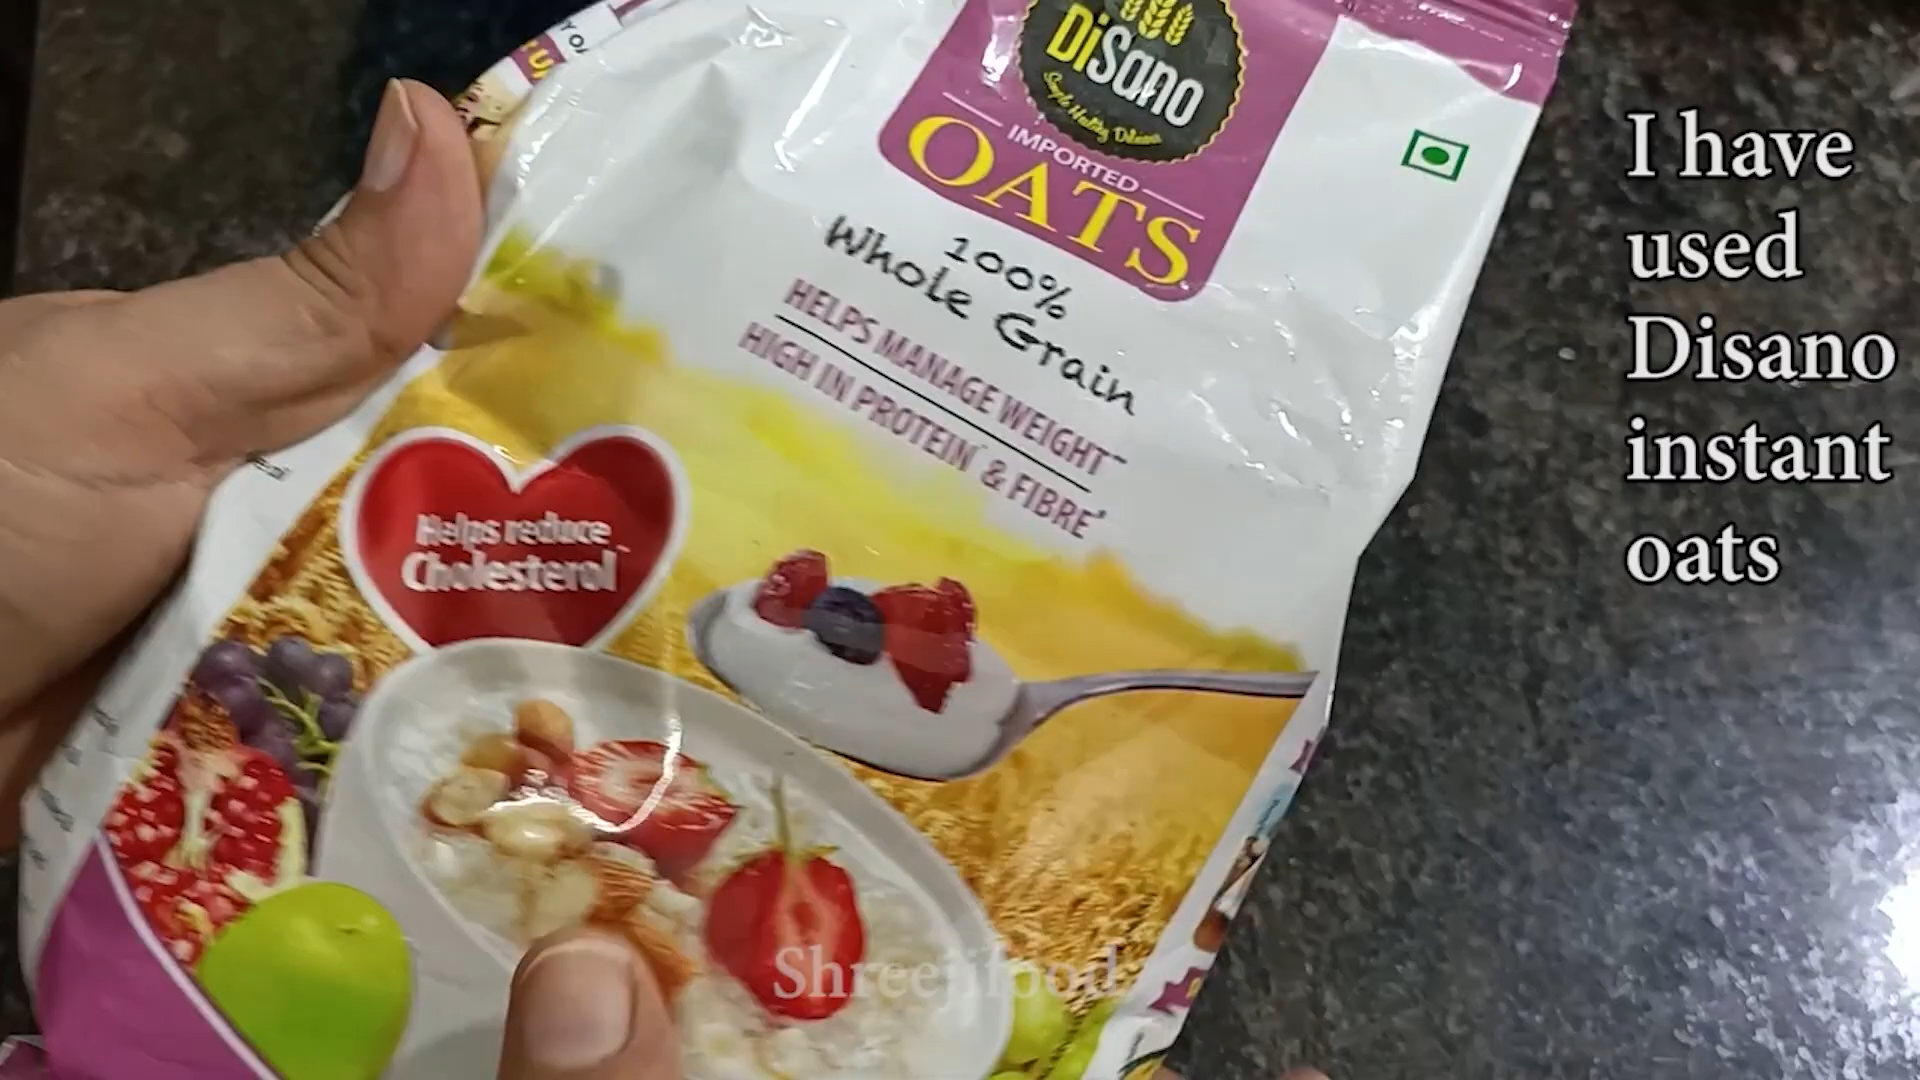 DiSano
Simple Healthy Delicious
IMPORTED
OATS
100%
Whole Grain
HELPS MANAGE WEIGHT
HIGH IN PROTEIN & FIBRE
Helps reduce
Cholesterol
I have
used
Disano
instant
oats
Shreejifood